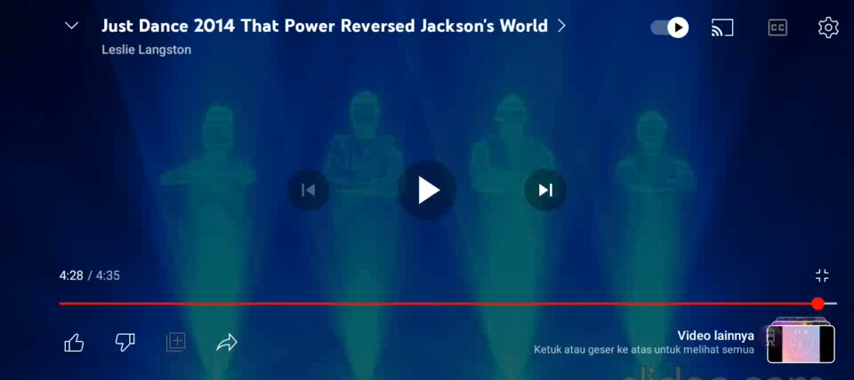 Just Dance 2014 That Power Reversed Jackson's World
Leslie Langston
CC
4:28 / 4:35
Video lainnya
Ketuk atau geser ke atas untuk melihat semua